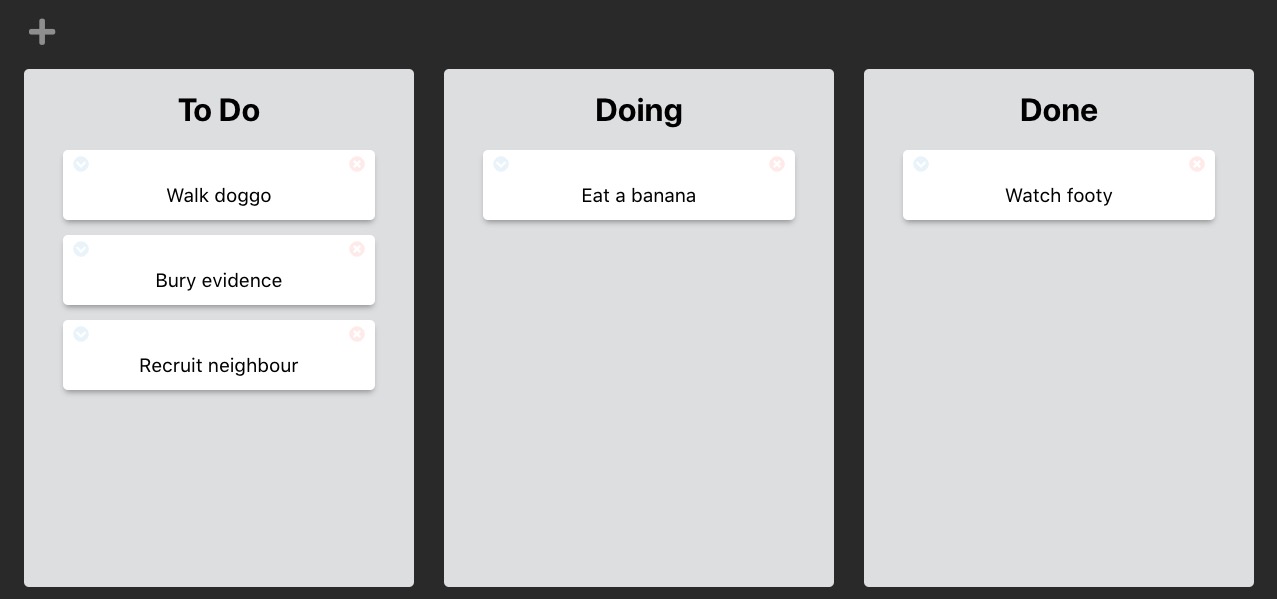 To Do
Walk doggo
Bury evidence
Recruit neighbour
Doing
Eat a banana
Done
Watch footy